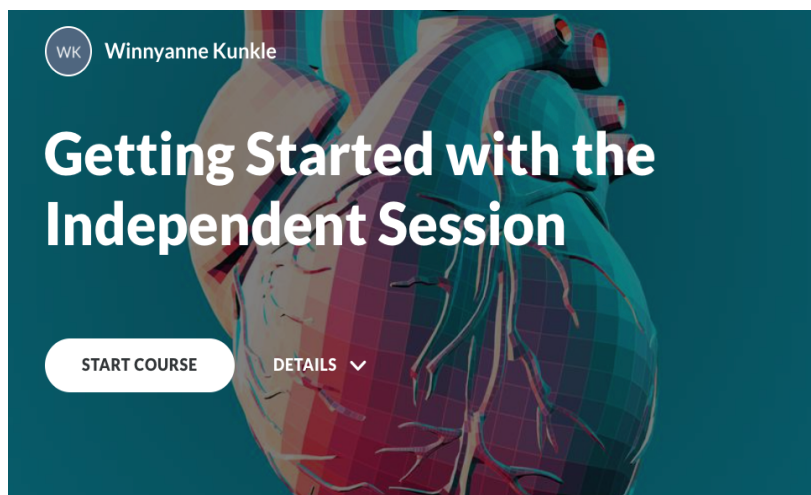 WK Winnyanne Kunkle
Getting Started with the
Independent Session
START COURSE DETAILS